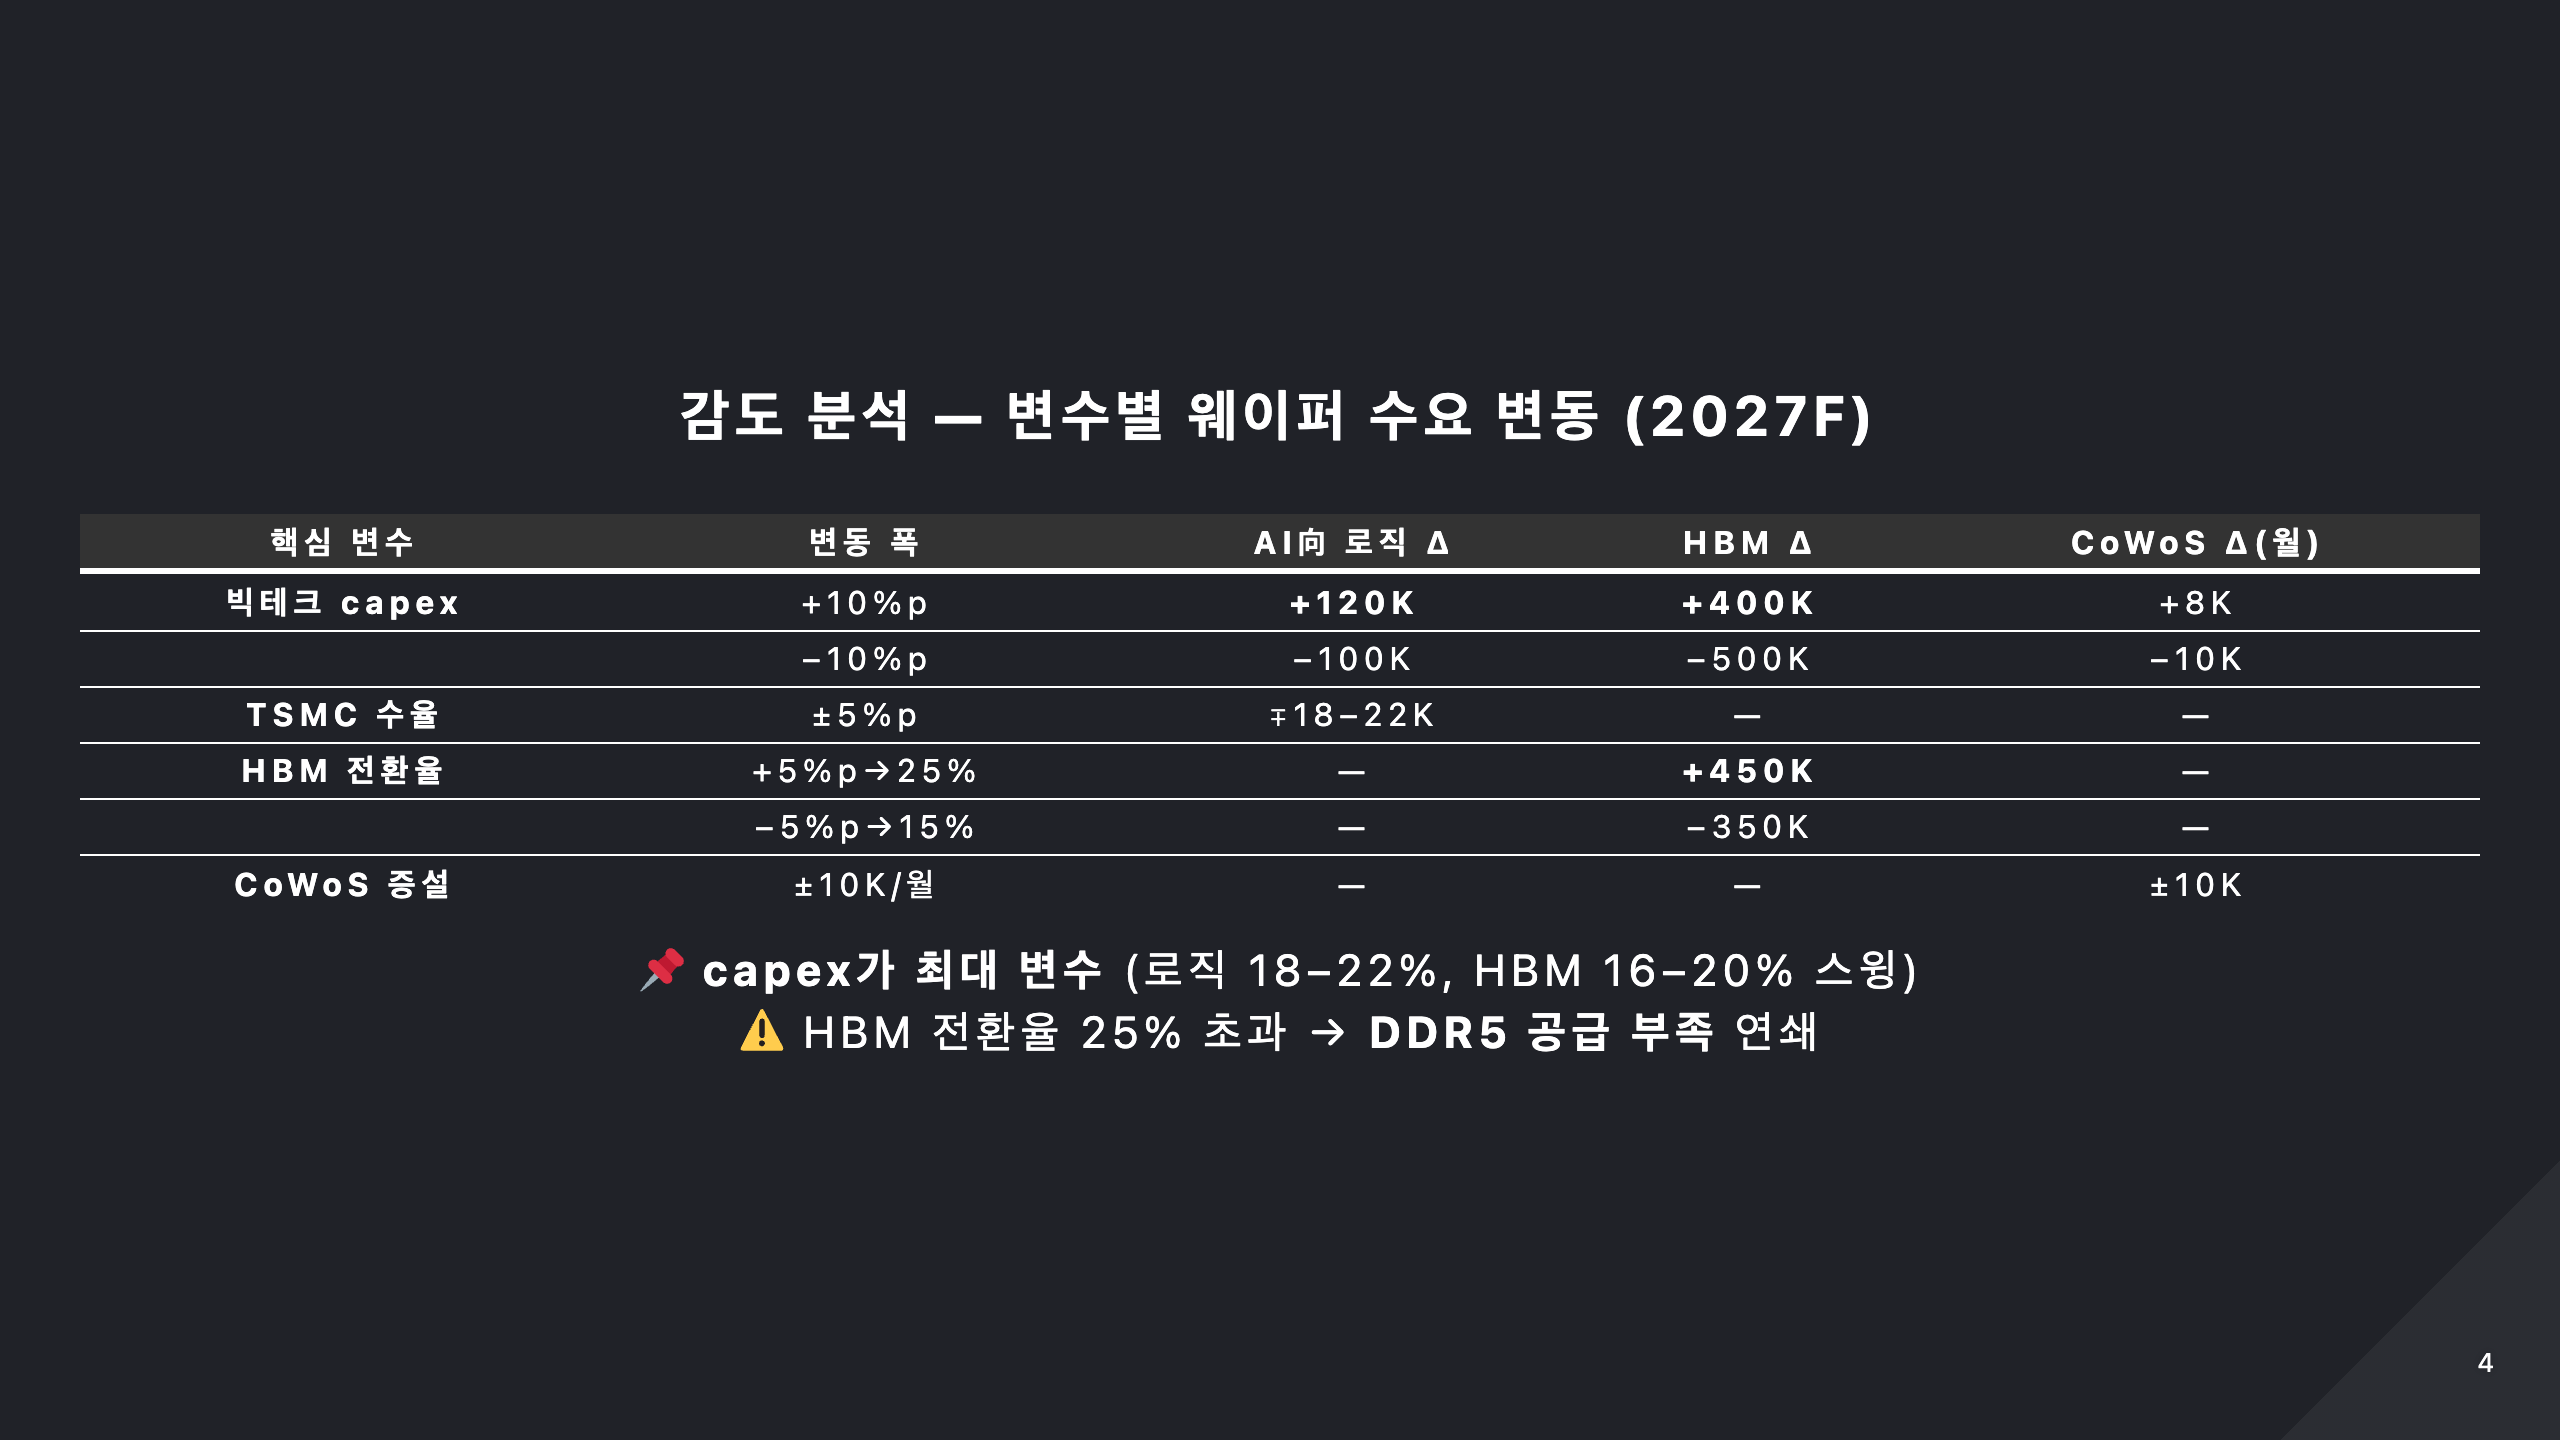 감도 분석 — 변수별 웨이퍼 수요 변동 (2027F)
핵심 변수 변동 폭 AI向 로직 Δ HBM Δ CoWoS Δ(월)
빅테크 capex +10%p +120K +400K +8K
−10%p −100K −500K −10K
TSMC 수율 ±5%p ∓18–22K — —
HBM 전환율 +5%p→25% — +450K —
−5%p→15% — −350K —
CoWoS 증설 ±10K/월 — — ±10K
📌 capex가 최대 변수 (로직 18–22%, HBM 16–20% 스윙)
⚠️ HBM 전환율 25% 초과 → DDR5 공급 부족 연쇄
4